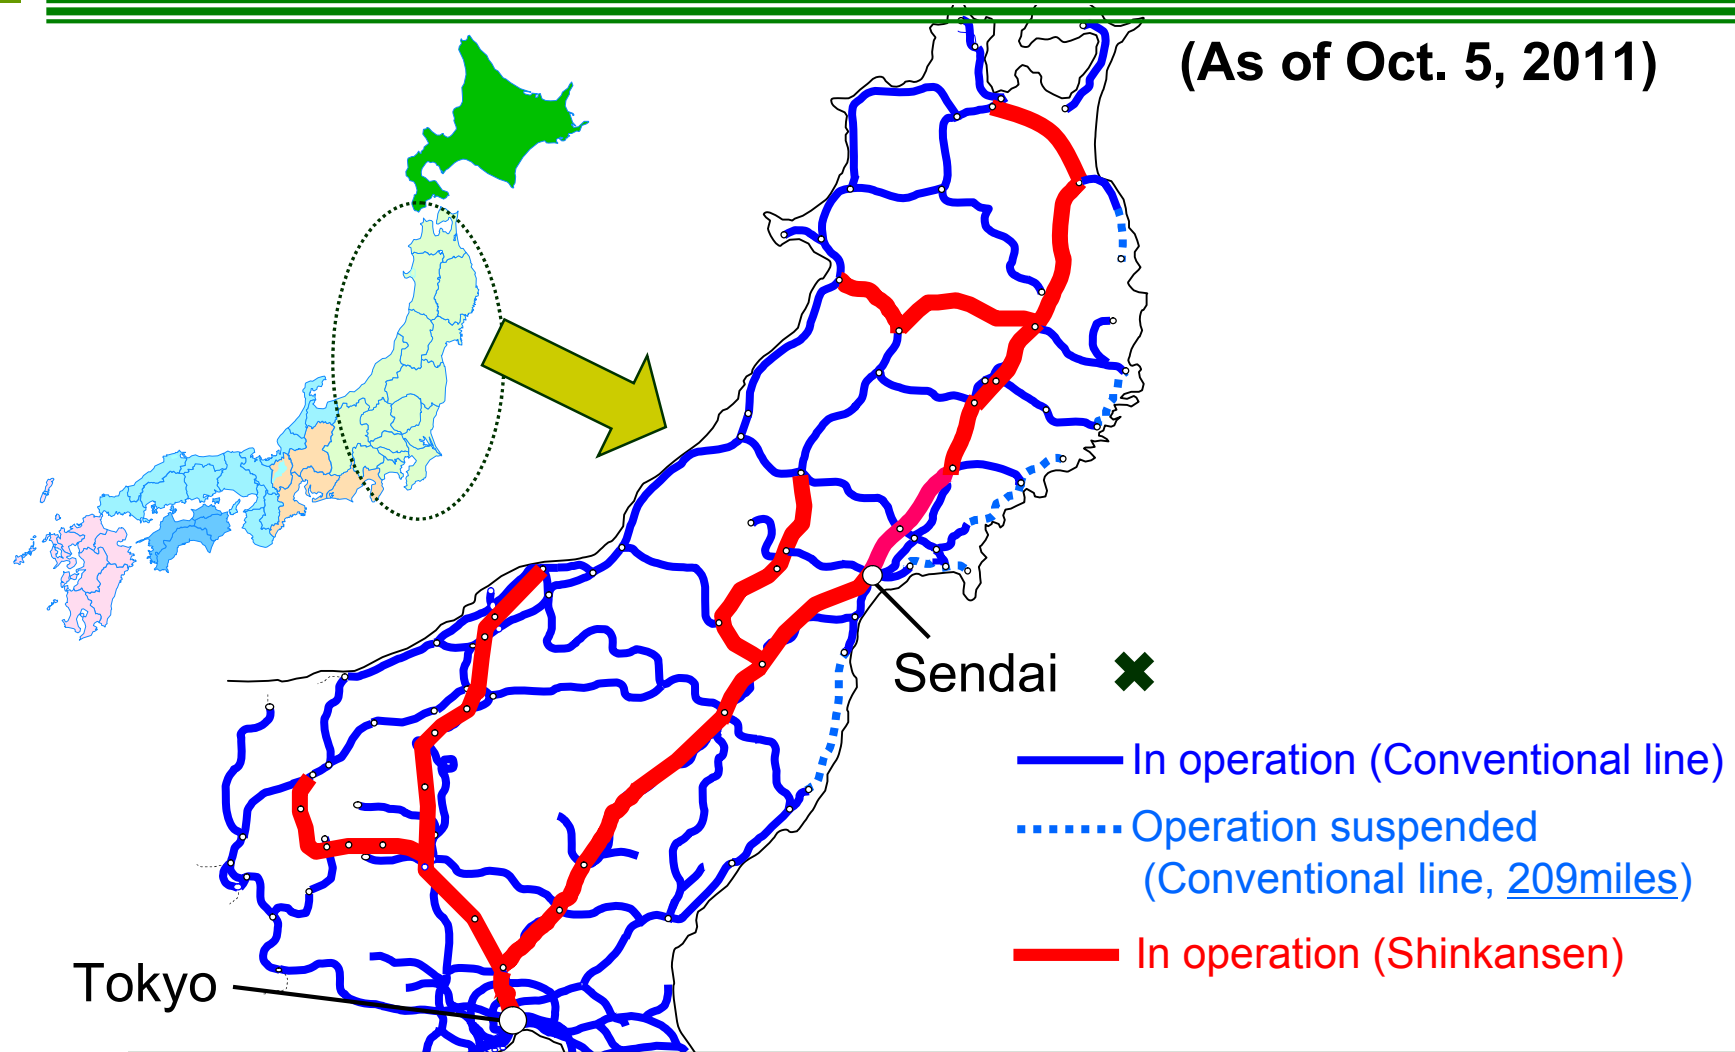 (As of Oct. 5, 2011)
Sendai
In operation (Conventional line)
Operation suspended
(Conventional line, 209miles)
In operation (Shinkansen)
Tokyo